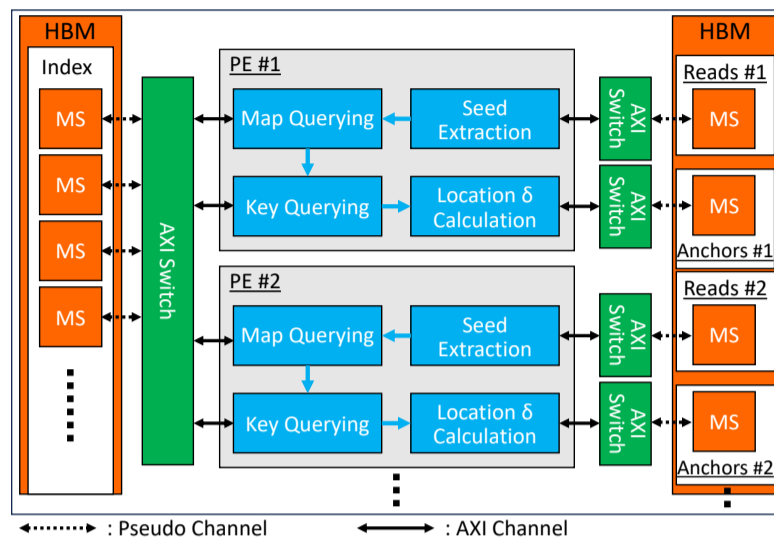 HBM
Index
MS
MS
MS
MS
AXI Switch
PE #1
Map Querying
Seed
Extraction
Key Querying
Location δ
Calculation
PE #2
Map Querying
Seed
Extraction
Key Querying
Location δ
Calculation
AXI
Switch
AXI
Switch
AXI
Switch
AXI
Switch
HBM
Reads #1
MS
MS
Anchors #1
Reads #2
MS
MS
Anchors #2
: Pseudo Channel
: AXI Channel